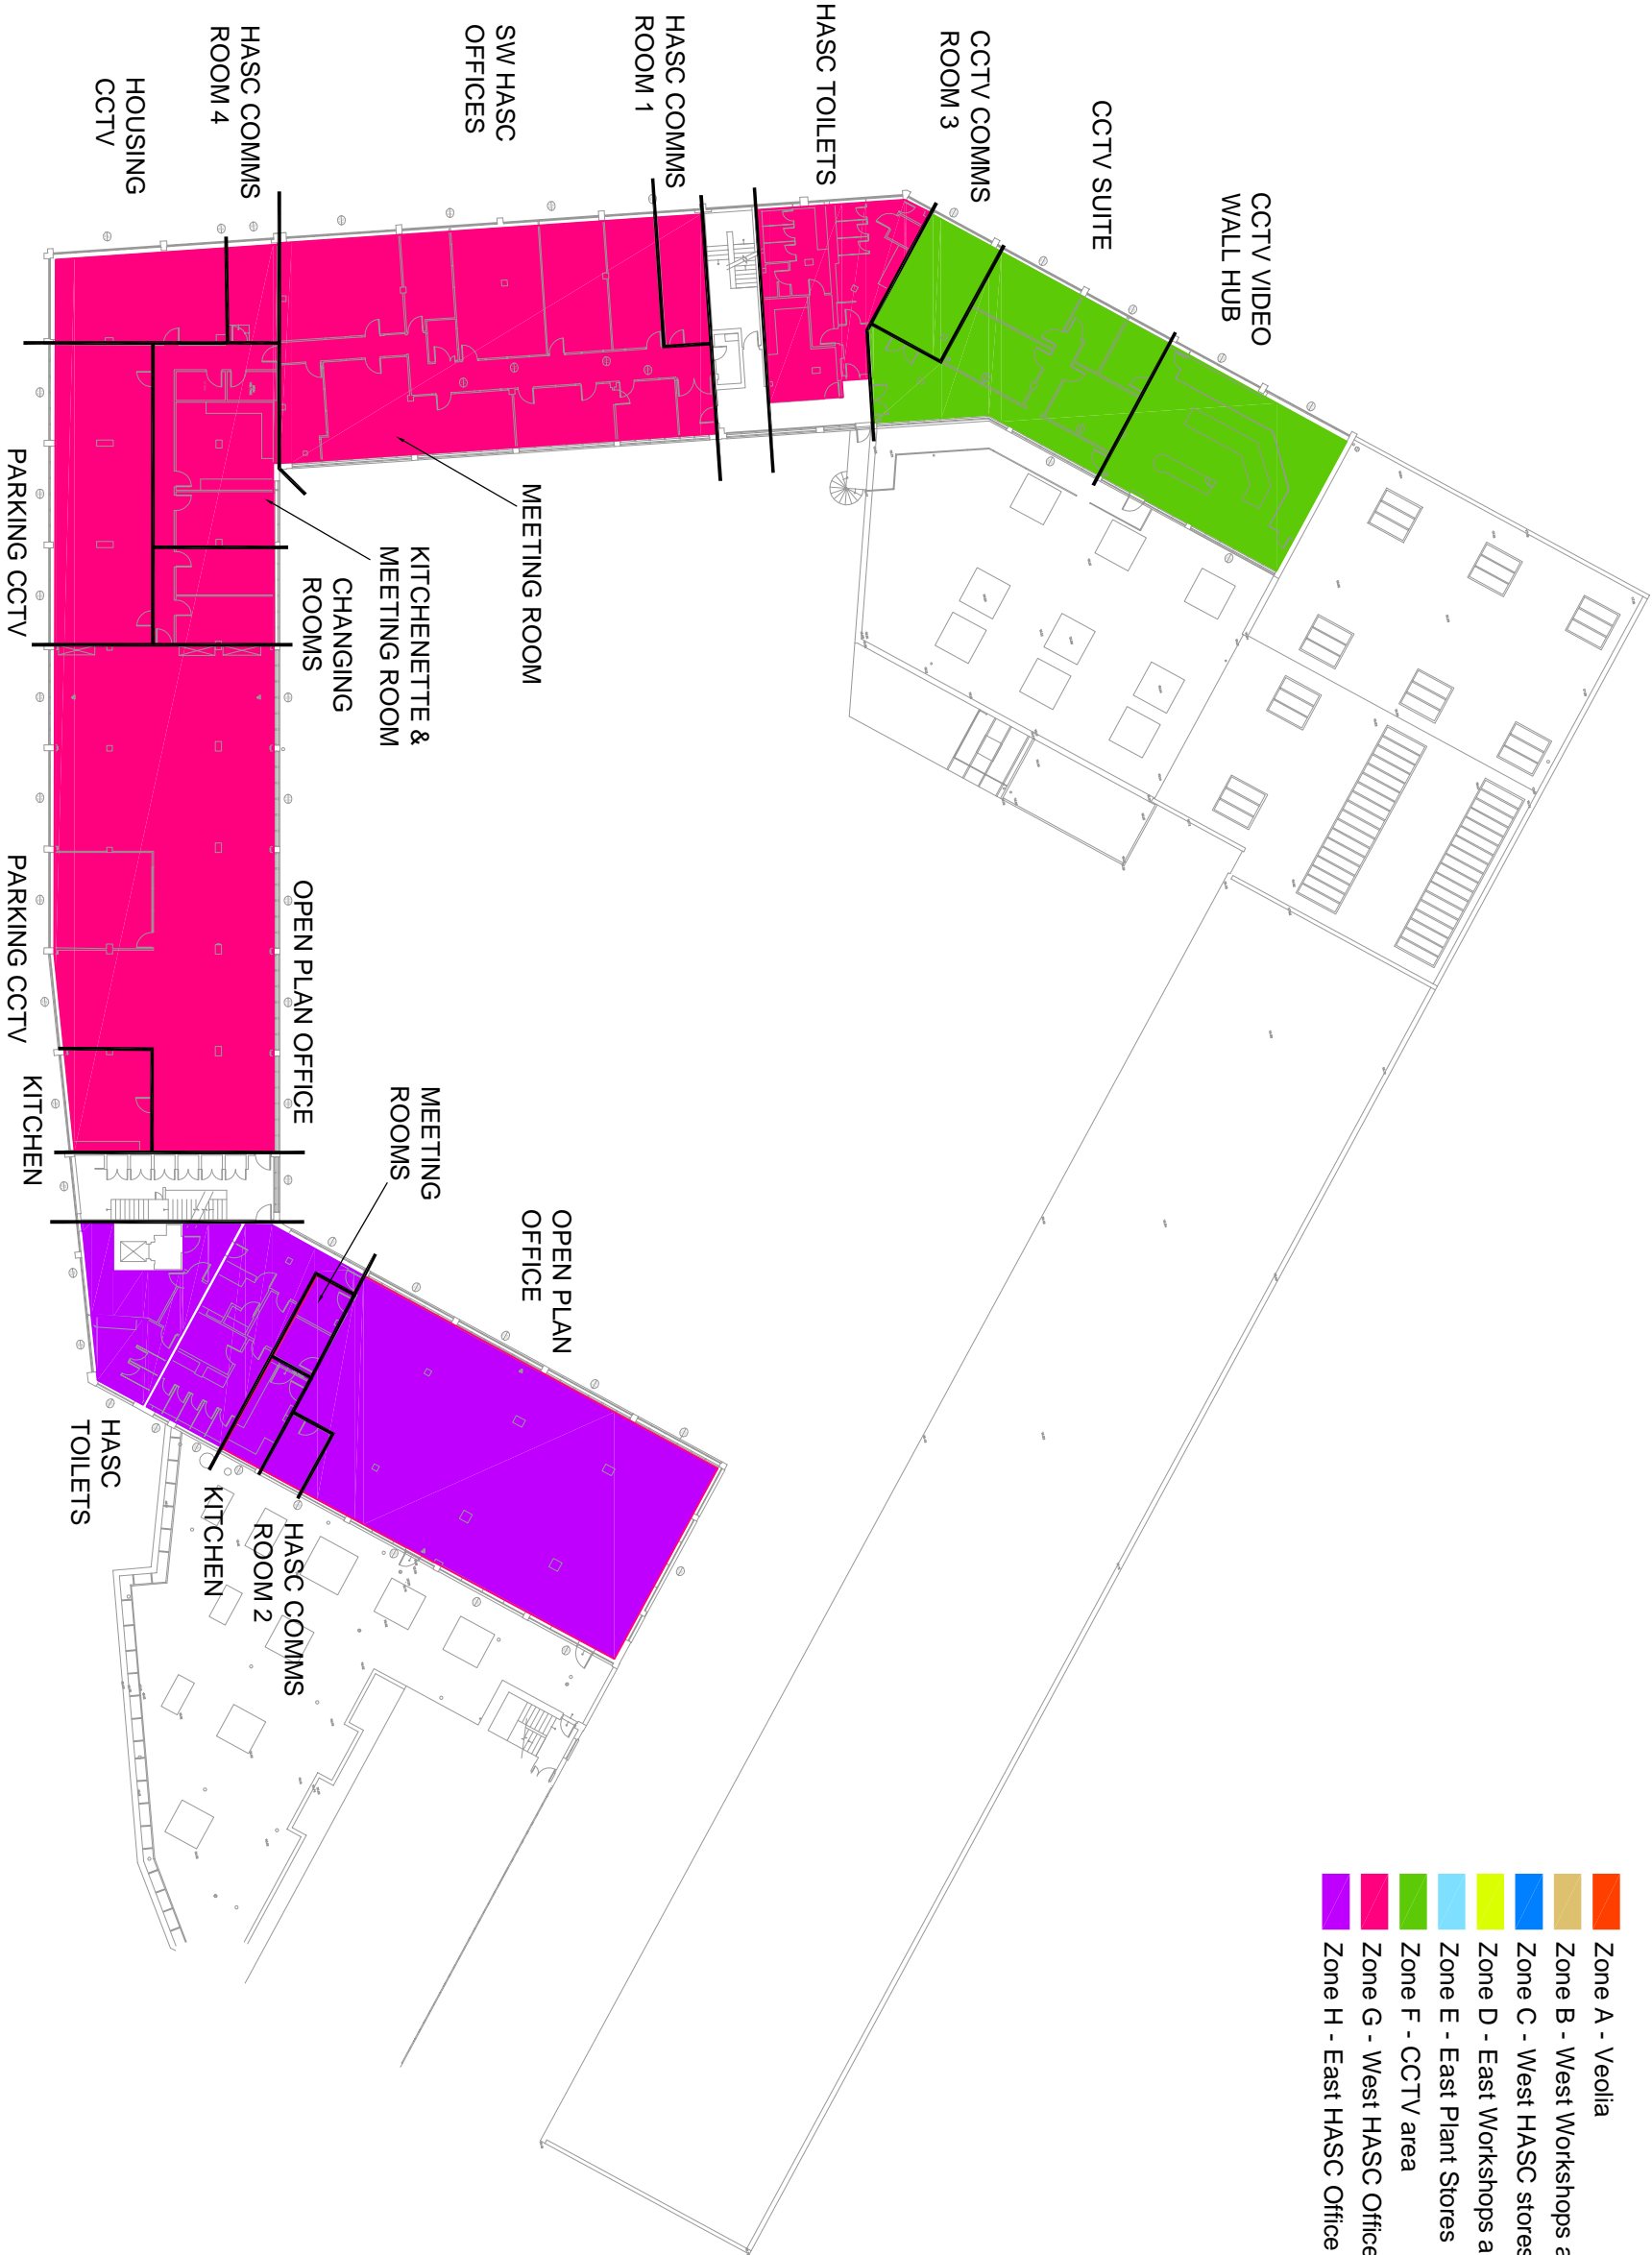 CCTV VIDEO
WALL HUB
CCTV SUITE
CCTV COMMS
ROOM 3
HASC TOILETS
HASC COMMS
ROOM 1
SW HASC
OFFICES
HASC COMMS
ROOM 4
HOUSING
CCTV
PARKING CCTV
MEETING ROOM
KITCHENETTE &
MEETING ROOM
CHANGING
ROOMS
OPEN PLAN OFFICE
PARKING CCTV
KITCHEN
MEETING
ROOMS
OPEN PLAN
OFFICE
HASC
TOILETS
KITCHEN
HASC COMMS
ROOM 2
Zone A - Veolia
Zone B - West Workshops a
Zone C - West HASC stores
Zone D - East Workshops a
Zone E - East Plant Stores
Zone F - CCTV area
Zone G - West HASC Office
Zone H - East HASC Office